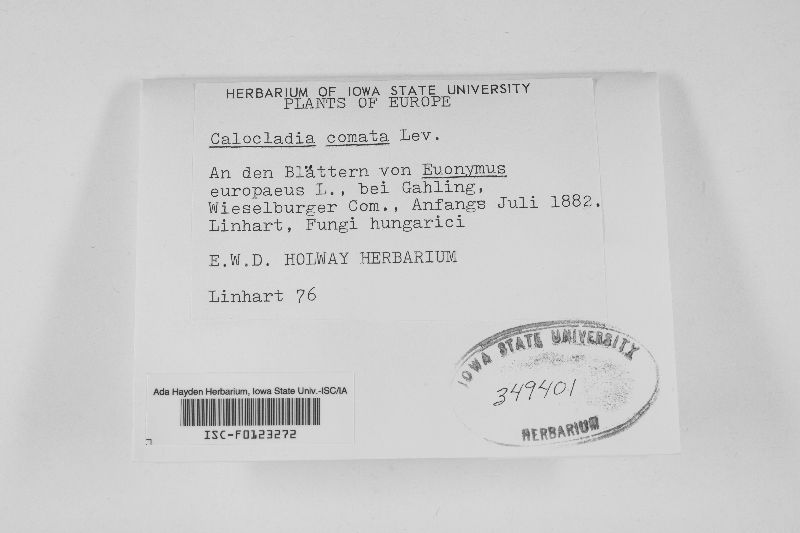 HERBARIUM OF IOWA STATE UNIVERSITY
PLANTS OF EUROPE
Calocladia comata Lev.
An den Blättern von Euonymus
europaeus L., bei Gahling,
Wieselburger Com., Anfangs Juli 1882.
Linhart, Fungi hungarici
E.W.D. HOLWAY HERBARIUM
Linhart 76
IOWA STATE UNIVERSITY
349401
HERBARIUM
Ada Hayden Herbarium, Iowa State Univ.-ISC/IA
ISC-F0123272